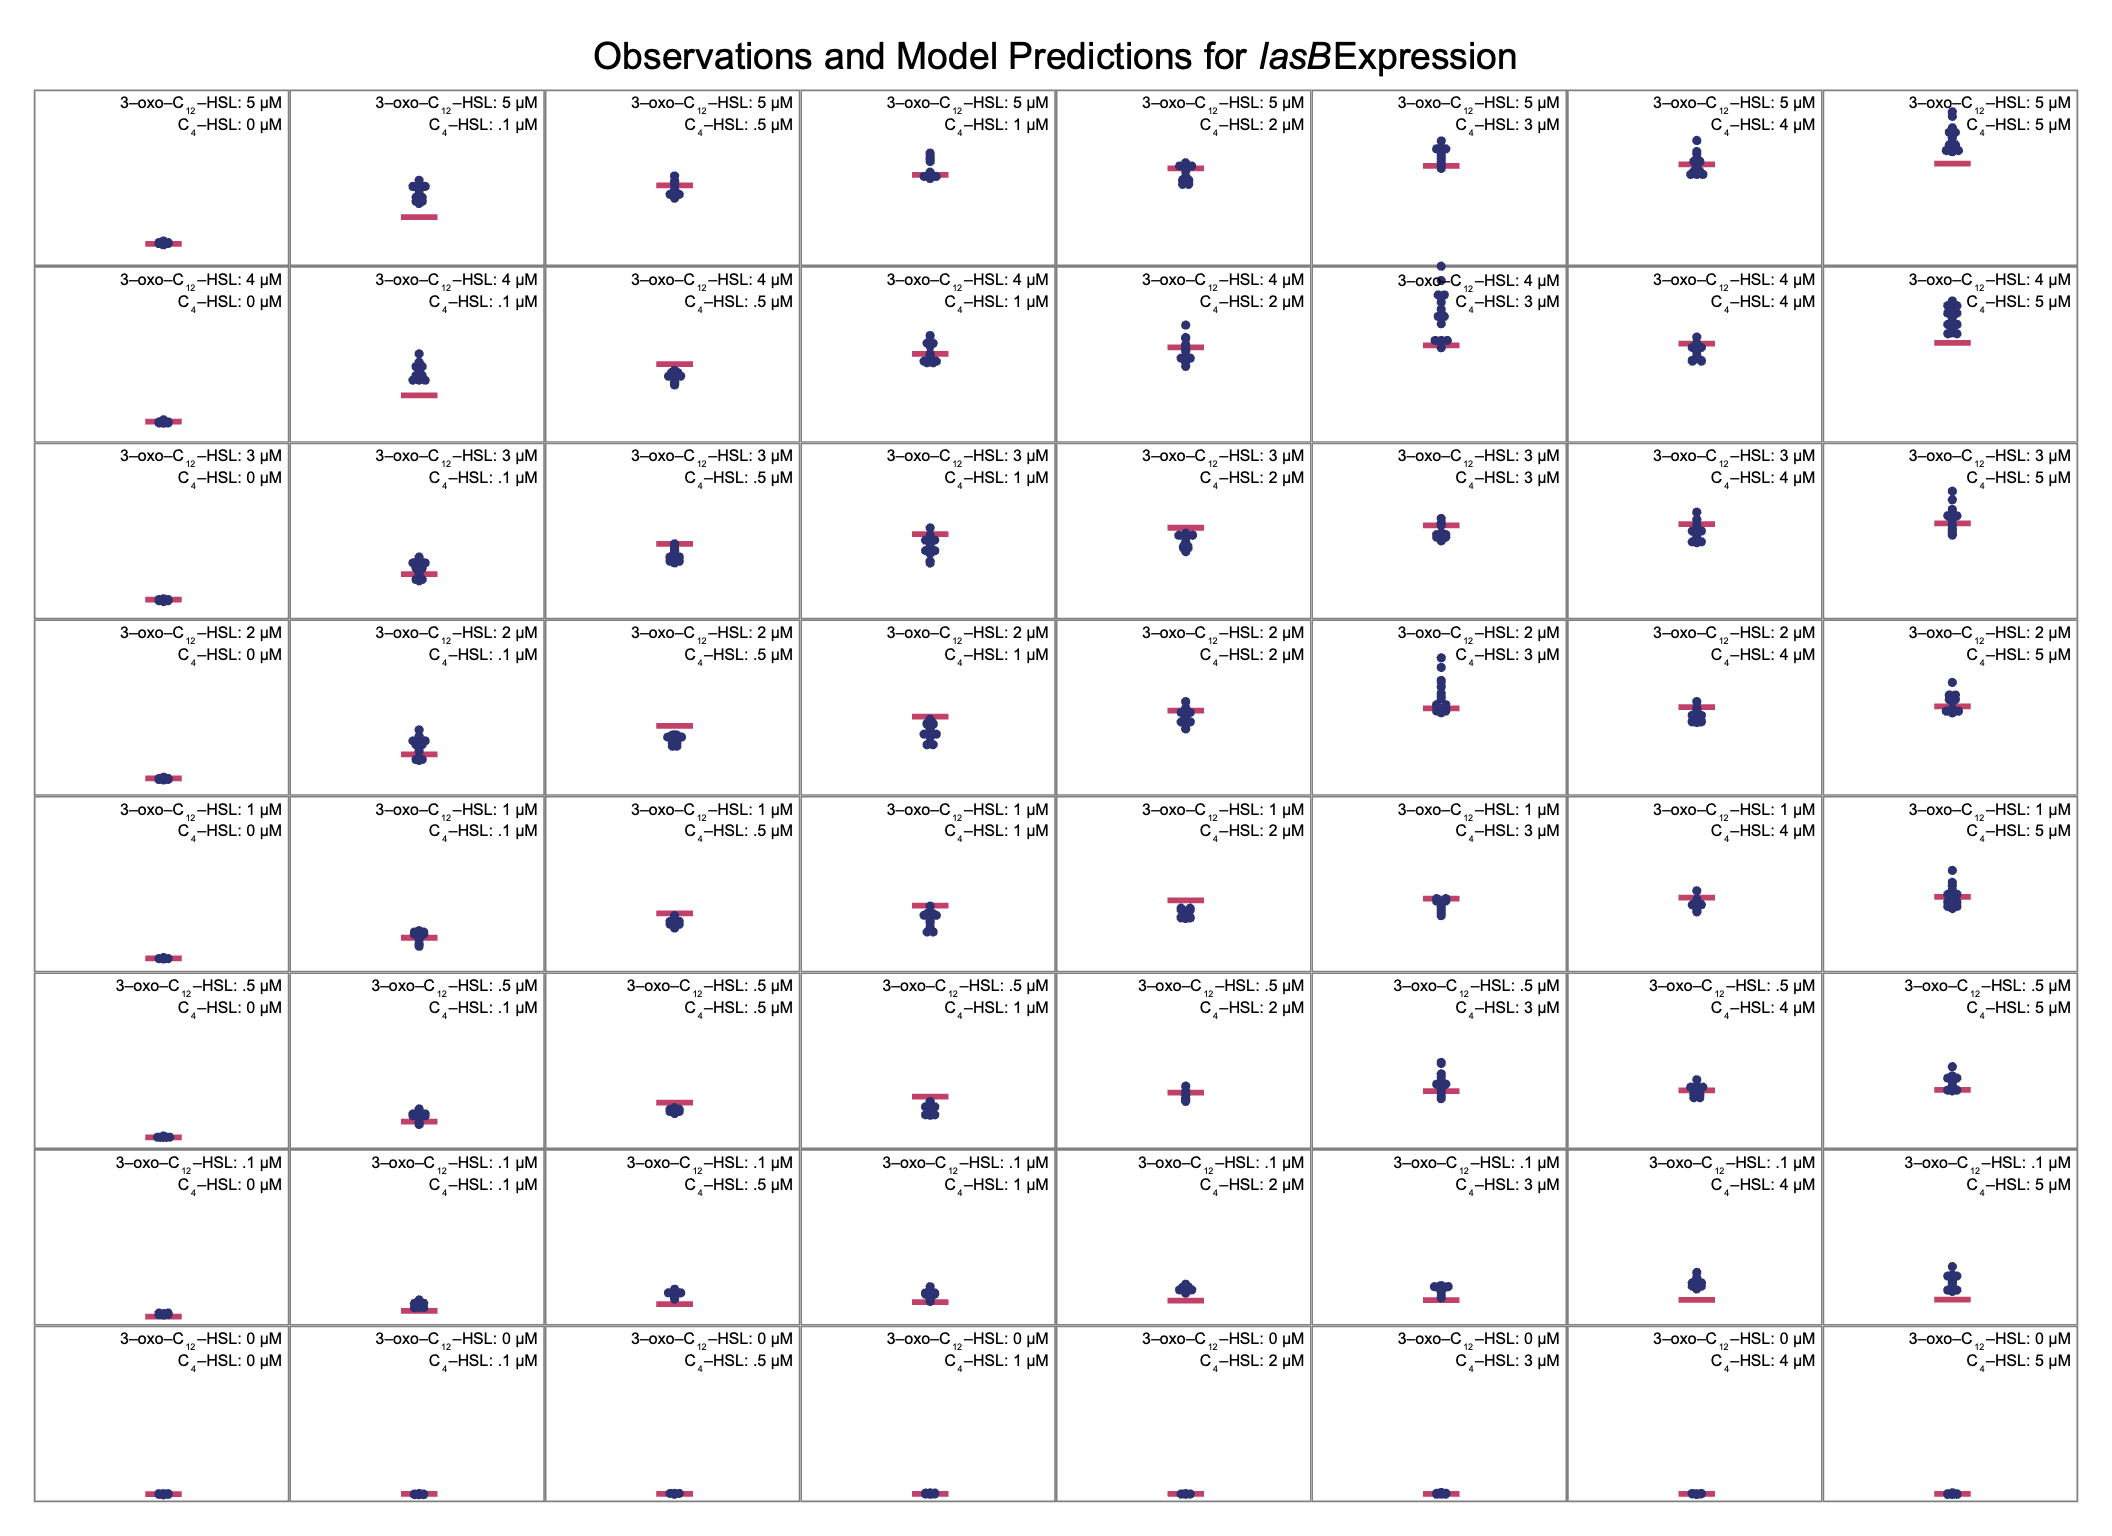 Observations and Model Predictions for lasBExpression
3–oxo–C12–HSL: 5 µM
C4–HSL: 0 µM
3–oxo–C12–HSL: 5 µM
C4–HSL: .1 µM
3–oxo–C12–HSL: 5 µM
C4–HSL: .5 µM
3–oxo–C12–HSL: 5 µM
C4–HSL: 1 µM
3–oxo–C12–HSL: 5 µM
C4–HSL: 2 µM
3–oxo–C12–HSL: 5 µM
C4–HSL: 3 µM
3–oxo–C12–HSL: 5 µM
C4–HSL: 4 µM
3–oxo–C12–HSL: 5 µM
C4–HSL: 5 µM
3–oxo–C12–HSL: 4 µM
C4–HSL: 0 µM
3–oxo–C12–HSL: 4 µM
C4–HSL: .1 µM
3–oxo–C12–HSL: 4 µM
C4–HSL: .5 µM
3–oxo–C12–HSL: 4 µM
C4–HSL: 1 µM
3–oxo–C12–HSL: 4 µM
C4–HSL: 2 µM
3–oxo–C12–HSL: 4 µM
C4–HSL: 3 µM
3–oxo–C12–HSL: 4 µM
C4–HSL: 4 µM
3–oxo–C12–HSL: 4 µM
C4–HSL: 5 µM
3–oxo–C12–HSL: 3 µM
C4–HSL: 0 µM
3–oxo–C12–HSL: 3 µM
C4–HSL: .1 µM
3–oxo–C12–HSL: 3 µM
C4–HSL: .5 µM
3–oxo–C12–HSL: 3 µM
C4–HSL: 1 µM
3–oxo–C12–HSL: 3 µM
C4–HSL: 2 µM
3–oxo–C12–HSL: 3 µM
C4–HSL: 3 µM
3–oxo–C12–HSL: 3 µM
C4–HSL: 4 µM
3–oxo–C12–HSL: 3 µM
C4–HSL: 5 µM
3–oxo–C12–HSL: 2 µM
C4–HSL: 0 µM
3–oxo–C12–HSL: 2 µM
C4–HSL: .1 µM
3–oxo–C12–HSL: 2 µM
C4–HSL: .5 µM
3–oxo–C12–HSL: 2 µM
C4–HSL: 1 µM
3–oxo–C12–HSL: 2 µM
C4–HSL: 2 µM
3–oxo–C12–HSL: 2 µM
C4–HSL: 3 µM
3–oxo–C12–HSL: 2 µM
C4–HSL: 4 µM
3–oxo–C12–HSL: 2 µM
C4–HSL: 5 µM
3–oxo–C12–HSL: 1 µM
C4–HSL: 0 µM
3–oxo–C12–HSL: 1 µM
C4–HSL: .1 µM
3–oxo–C12–HSL: 1 µM
C4–HSL: .5 µM
3–oxo–C12–HSL: 1 µM
C4–HSL: 1 µM
3–oxo–C12–HSL: 1 µM
C4–HSL: 2 µM
3–oxo–C12–HSL: 1 µM
C4–HSL: 3 µM
3–oxo–C12–HSL: 1 µM
C4–HSL: 4 µM
3–oxo–C12–HSL: 1 µM
C4–HSL: 5 µM
3–oxo–C12–HSL: .5 µM
C4–HSL: 0 µM
3–oxo–C12–HSL: .5 µM
C4–HSL: .1 µM
3–oxo–C12–HSL: .5 µM
C4–HSL: .5 µM
3–oxo–C12–HSL: .5 µM
C4–HSL: 1 µM
3–oxo–C12–HSL: .5 µM
C4–HSL: 2 µM
3–oxo–C12–HSL: .5 µM
C4–HSL: 3 µM
3–oxo–C12–HSL: .5 µM
C4–HSL: 4 µM
3–oxo–C12–HSL: .5 µM
C4–HSL: 5 µM
3–oxo–C12–HSL: .1 µM
C4–HSL: 0 µM
3–oxo–C12–HSL: .1 µM
C4–HSL: .1 µM
3–oxo–C12–HSL: .1 µM
C4–HSL: .5 µM
3–oxo–C12–HSL: .1 µM
C4–HSL: 1 µM
3–oxo–C12–HSL: .1 µM
C4–HSL: 2 µM
3–oxo–C12–HSL: .1 µM
C4–HSL: 3 µM
3–oxo–C12–HSL: .1 µM
C4–HSL: 4 µM
3–oxo–C12–HSL: .1 µM
C4–HSL: 5 µM
3–oxo–C12–HSL: 0 µM
C4–HSL: 0 µM
3–oxo–C12–HSL: 0 µM
C4–HSL: .1 µM
3–oxo–C12–HSL: 0 µM
C4–HSL: .5 µM
3–oxo–C12–HSL: 0 µM
C4–HSL: 1 µM
3–oxo–C12–HSL: 0 µM
C4–HSL: 2 µM
3–oxo–C12–HSL: 0 µM
C4–HSL: 3 µM
3–oxo–C12–HSL: 0 µM
C4–HSL: 4 µM
3–oxo–C12–HSL: 0 µM
C4–HSL: 5 µM